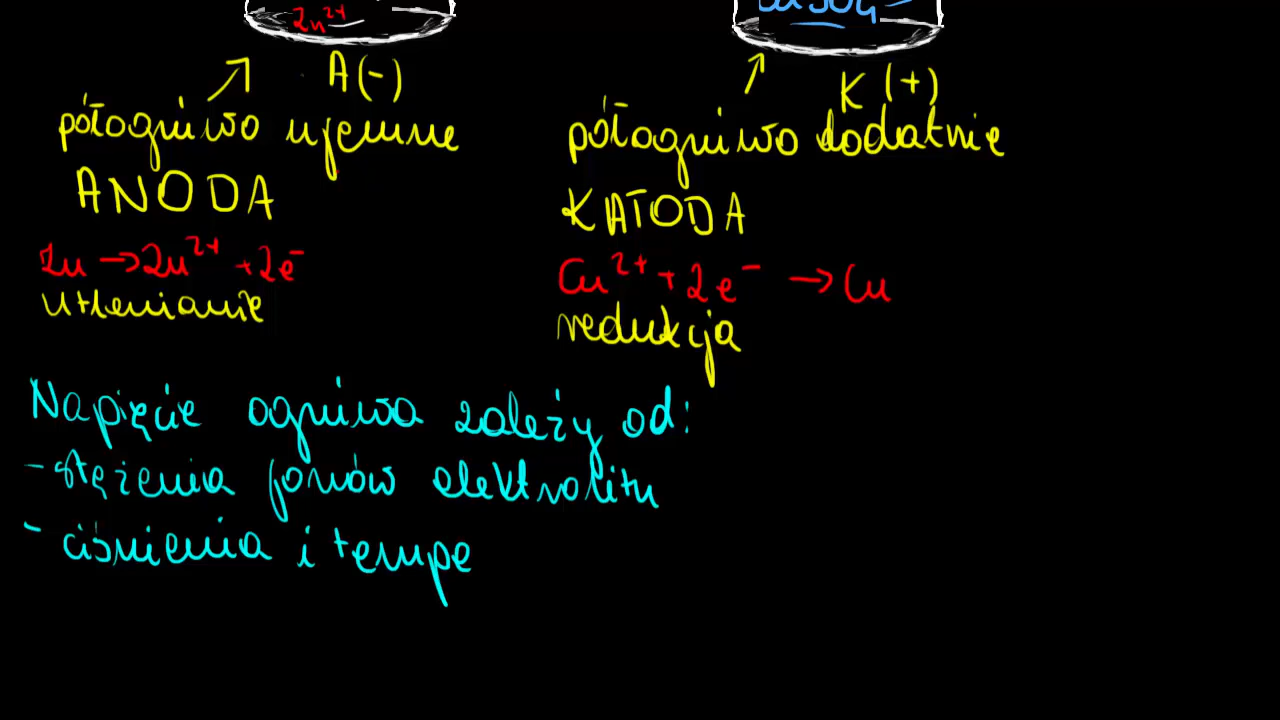 Zn²⁺
CuSO₄
A (-)
K (+)
półogniwo ujemne
półogniwo dodatnie
ANODA
KATODA
Zn → Zn²⁺ + 2e⁻
Cu²⁺ + 2e⁻ → Cu
utlenianie
redukcja
Napięcie ogniwa zależy od:
- stężenia jonów elektrolitu
- ciśnienia i tempe